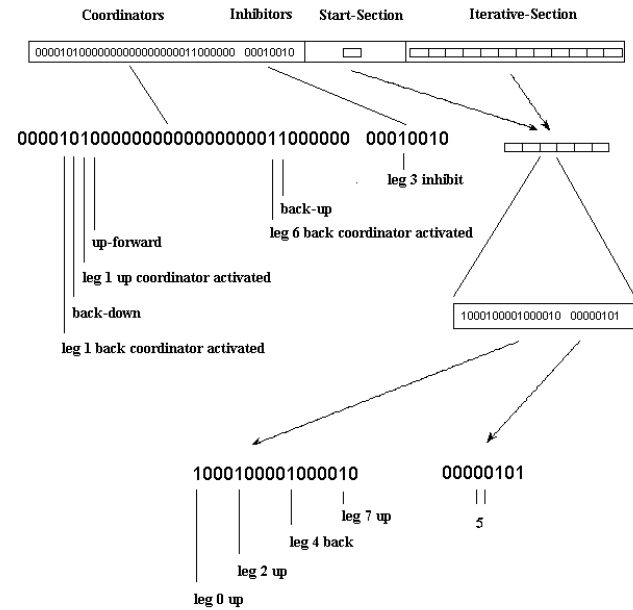 Coordinators Inhibitors Start-Section Iterative-Section
00001010000000000000000011000000 00010010
00001010000000000000000011000000 00010010
leg 3 inhibit
back-up
leg 6 back coordinator activated
up-forward
leg 1 up coordinator activated
back-down
leg 1 back coordinator activated
1000100001000010 00000101
1000100001000010 00000101
leg 7 up
5
leg 4 back
leg 2 up
leg 0 up